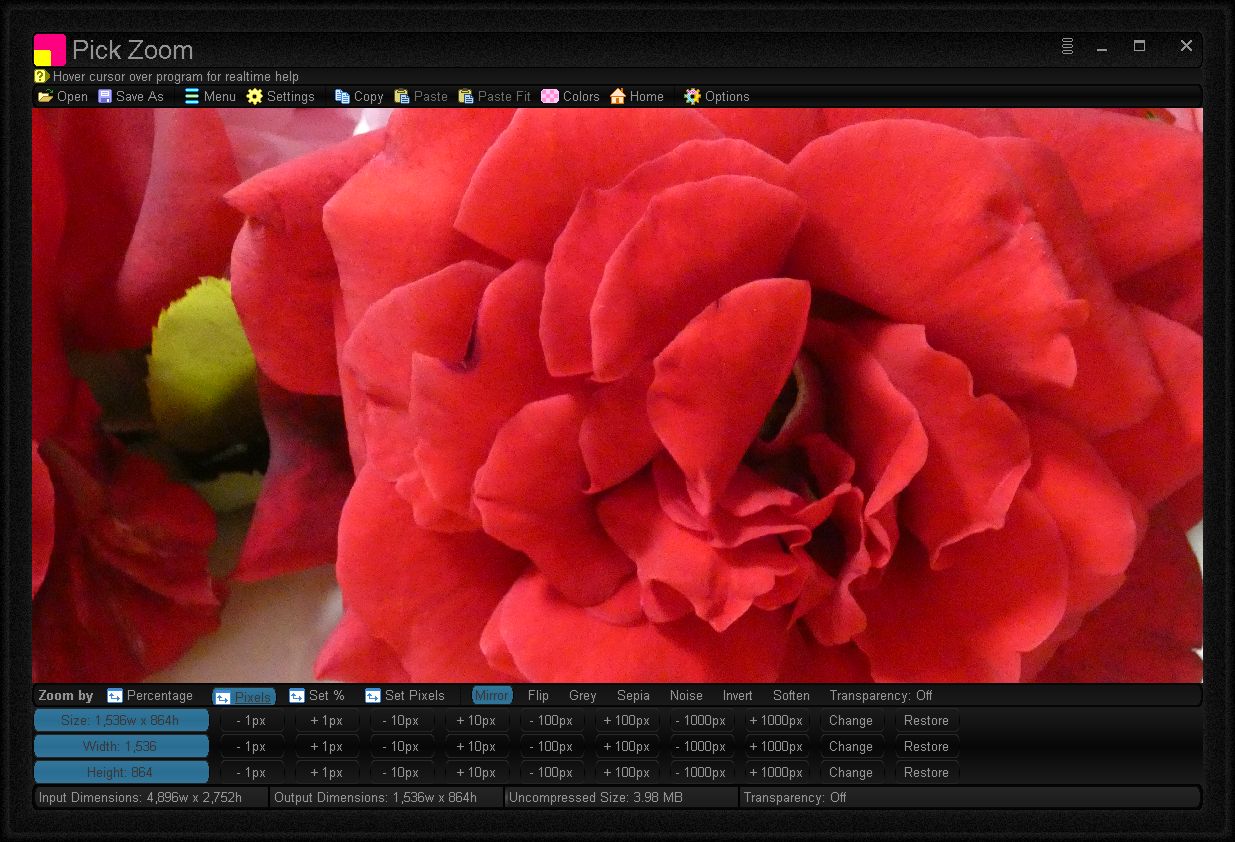 Pick Zoom
Hover cursor over program for realtime help
Open Save As Menu Settings Copy Paste Paste Fit Colors Home Options
Zoom by Percentage Pixels Set % Set Pixels Mirror Flip Grey Sepia Noise Invert Soften Transparency: Off
Size: 1,536w x 864h - 1px + 1px - 10px + 10px - 100px + 100px - 1000px + 1000px Change Restore
Width: 1,536 - 1px + 1px - 10px + 10px - 100px + 100px - 1000px + 1000px Change Restore
Height: 864 - 1px + 1px - 10px + 10px - 100px + 100px - 1000px + 1000px Change Restore
Input Dimensions: 4,896w x 2,752h Output Dimensions: 1,536w x 864h Uncompressed Size: 3.98 MB Transparency: Off